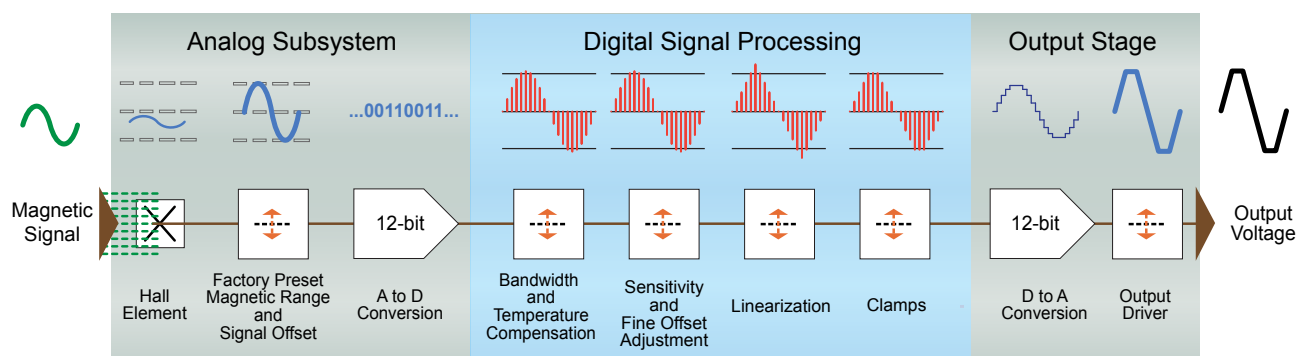 Analog Subsystem
Digital Signal Processing
Output Stage
...00110011...
Magnetic
Signal
12-bit
12-bit
Output
Voltage
Hall
Element
Factory Preset
Magnetic Range
and
Signal Offset
A to D
Conversion
Bandwidth
and
Temperature
Compensation
Sensitivity
and
Fine Offset
Adjustment
Linearization
Clamps
D to A
Conversion
Output
Driver